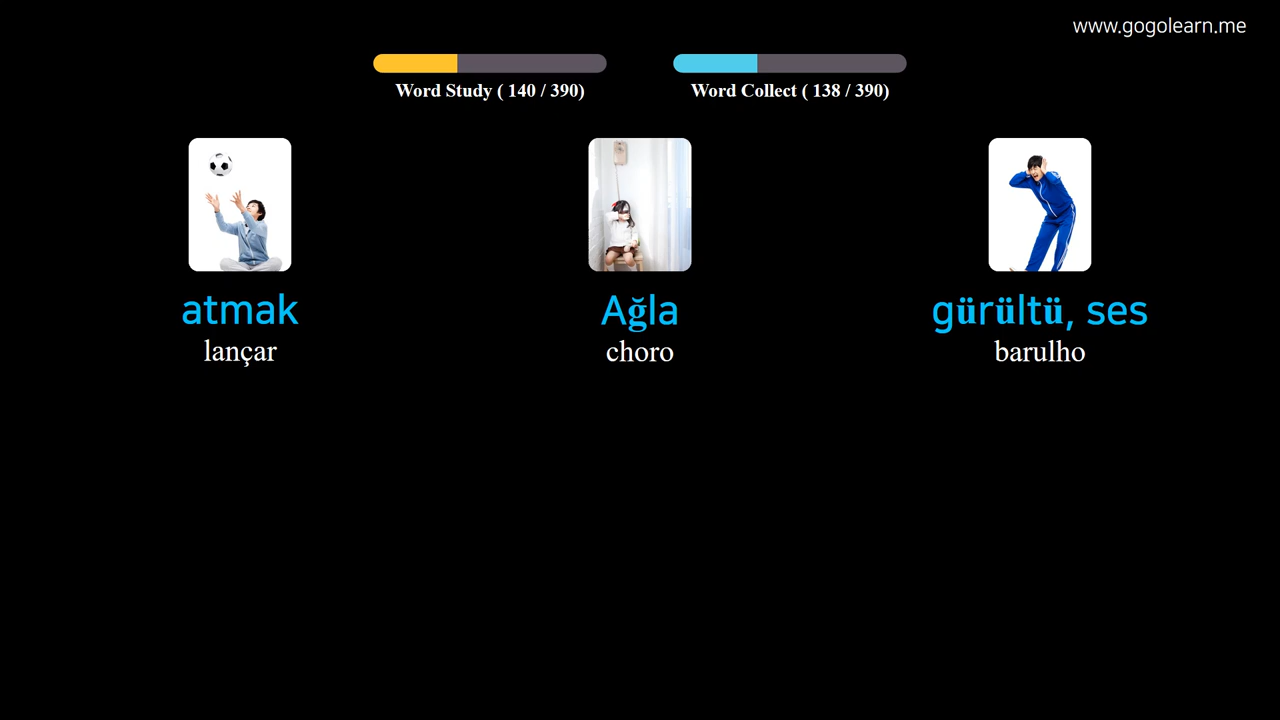 www.gogolearn.me
Word Study ( 140 / 390)
Word Collect ( 138 / 390)
atmak
lançar
Ağla
choro
gürültü, ses
barulho